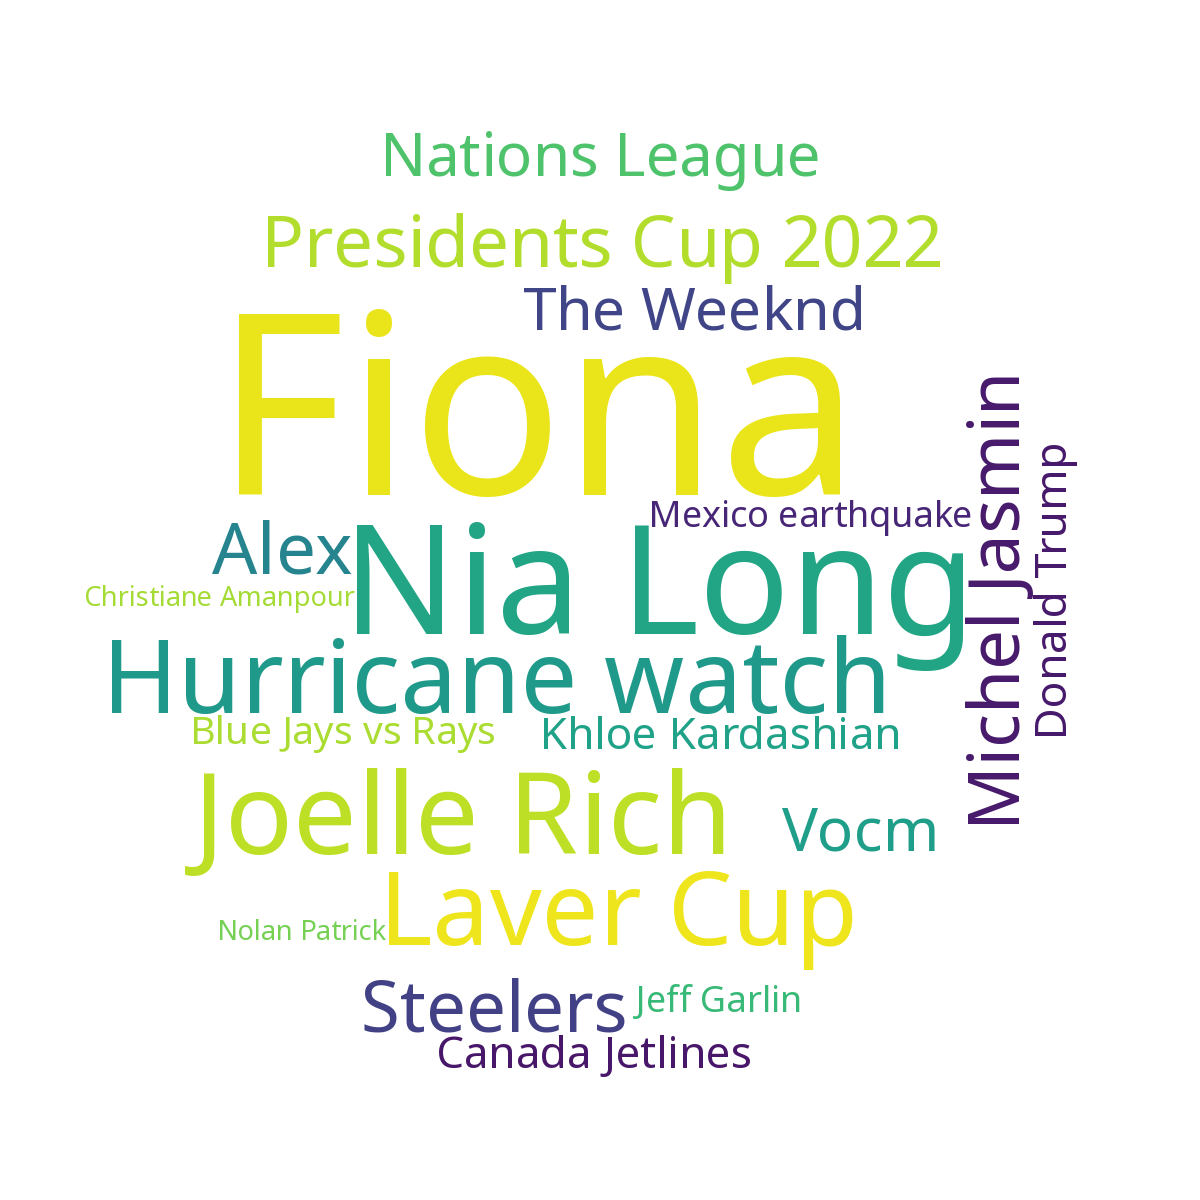 Nations League
Presidents Cup 2022
The Weeknd
Fiona
Michel Jasmin
Donald Trump
Mexico earthquake
Alex
Nia Long
Christiane Amanpour
Hurricane watch
Blue Jays vs Rays
Khloe Kardashian
Joelle Rich
Vocm
Laver Cup
Nolan Patrick
Steelers
Jeff Garlin
Canada Jetlines